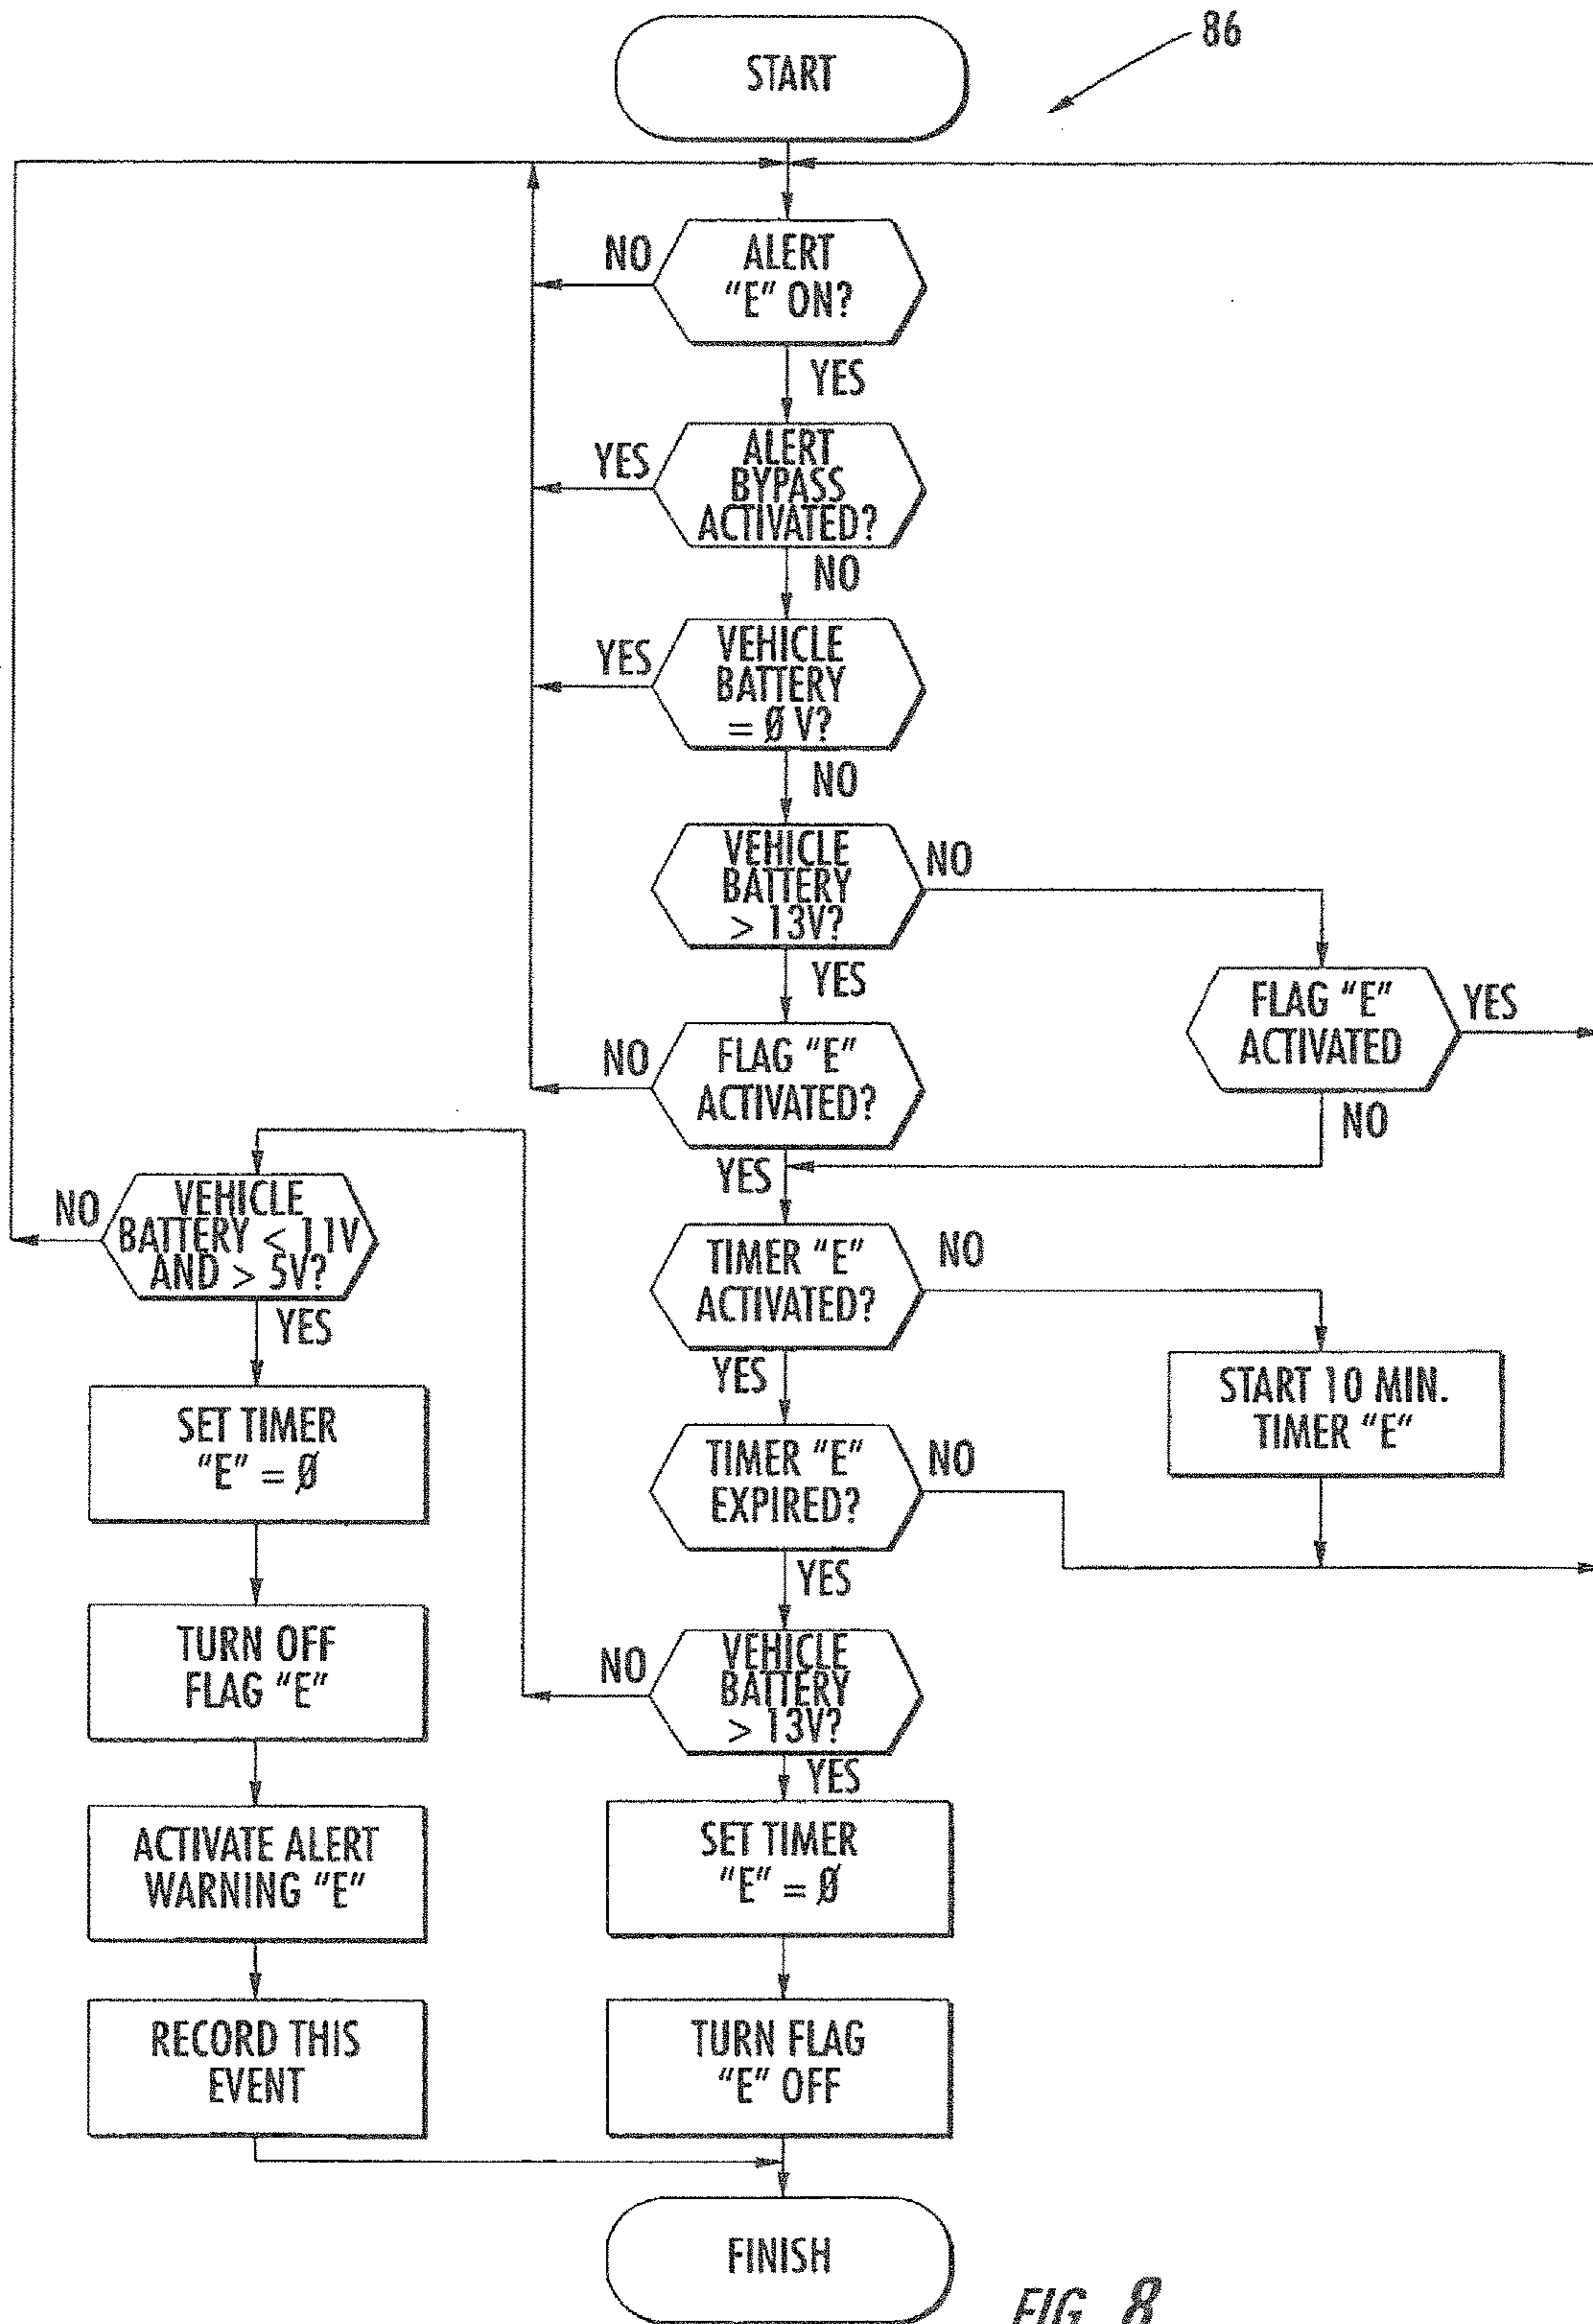 86
START
ALERT
"E" ON?
NO
YES
ALERT
BYPASS
ACTIVATED?
YES
NO
VEHICLE
BATTERY
= Ø V?
YES
NO
VEHICLE
BATTERY
> 13V?
NO
YES
FLAG "E"
ACTIVATED
YES
NO
FLAG "E"
ACTIVATED?
NO
YES
TIMER "E"
ACTIVATED?
NO
YES
START 10 MIN.
TIMER "E"
TIMER "E"
EXPIRED?
NO
YES
VEHICLE
BATTERY
> 13V?
NO
YES
VEHICLE
BATTERY < 11V
AND > 5V?
NO
YES
SET TIMER
"E" = Ø
TURN OFF
FLAG "E"
ACTIVATE ALERT
WARNING "E"
RECORD THIS
EVENT
SET TIMER
"E" = Ø
TURN FLAG
"E" OFF
FINISH
FIG. 8